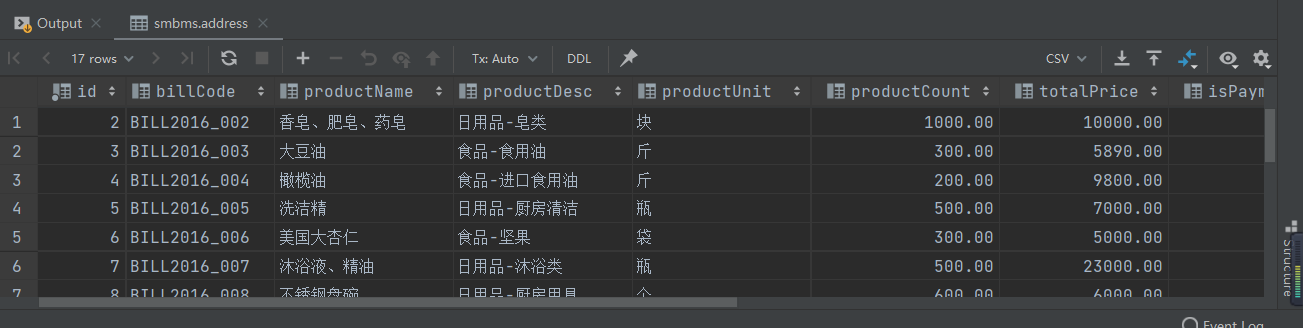 Output smbms.address
17 rows Tx: Auto DDL CSV
id billCode productName productDesc productUnit productCount totalPrice isPaym
1 2 BILL2016_002 香皂、肥皂、药皂 日用品-皂类 块 1000.00 10000.00
2 3 BILL2016_003 大豆油 食品-食用油 斤 300.00 5890.00
3 4 BILL2016_004 橄榄油 食品-进口食用油 斤 200.00 9800.00
4 5 BILL2016_005 洗洁精 日用品-厨房清洁 瓶 500.00 7000.00
5 6 BILL2016_006 美国大杏仁 食品-坚果 袋 300.00 5000.00
6 7 BILL2016_007 沐浴液、精油 日用品-沐浴类 瓶 500.00 23000.00
7 8 BILL2016_008 不锈钢盘碗 日用品-厨房用具 个 600.00 6000.00
Structure
Event Log